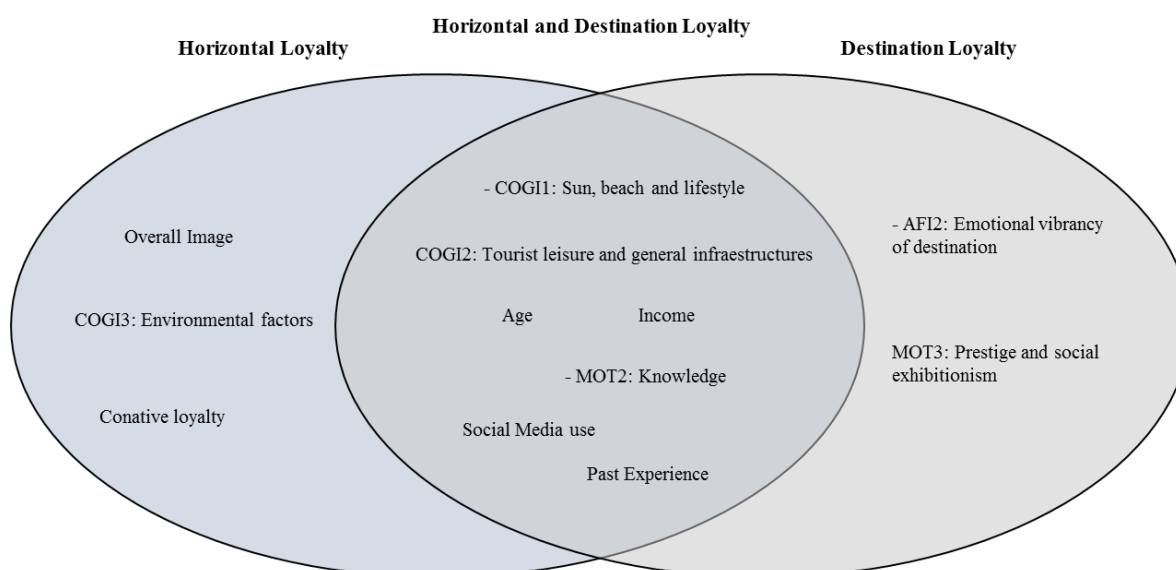 Horizontal and Destination Loyalty
Horizontal Loyalty
Destination Loyalty
Overall Image
COGI3: Environmental factors
Conative loyalty
- COGI1: Sun, beach and lifestyle
COGI2: Tourist leisure and general infraestructures
Age
Income
- MOT2: Knowledge
Social Media use
Past Experience
- AFI2: Emotional vibrancy
of destination
MOT3: Prestige and social
exhibitionism